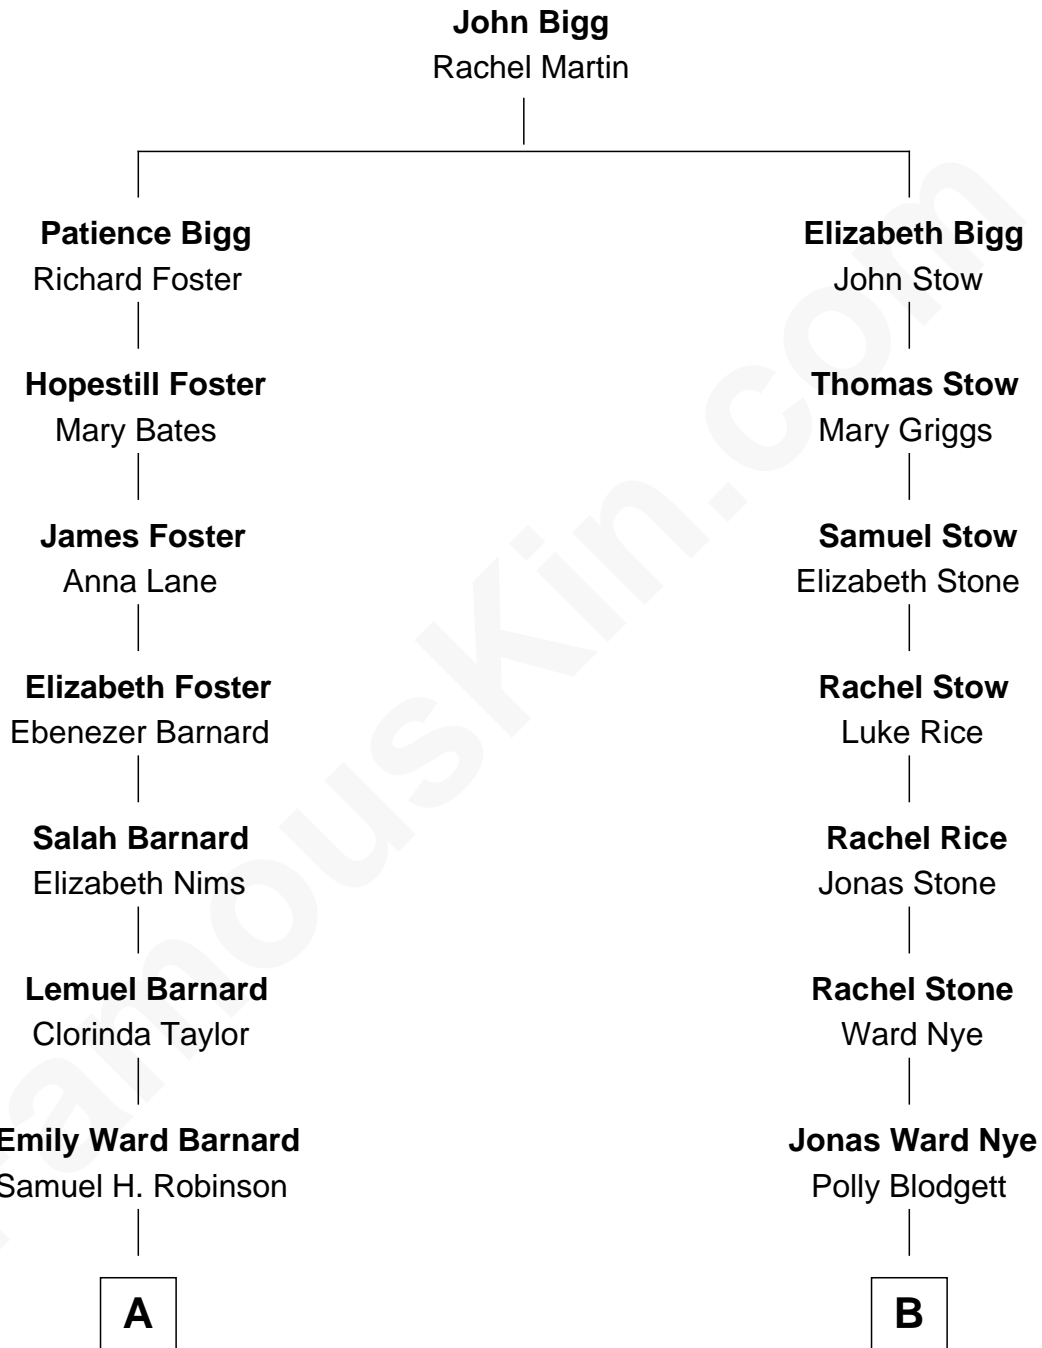 John Bigg
Rachel Martin
Patience Bigg
Richard Foster
Elizabeth Bigg
John Stow
Hopestill Foster
Mary Bates
Thomas Stow
Mary Griggs
James Foster
Anna Lane
Samuel Stow
Elizabeth Stone
Elizabeth Foster
Ebenezer Barnard
Rachel Stow
Luke Rice
Salah Barnard
Elizabeth Nims
Rachel Rice
Jonas Stone
Lemuel Barnard
Clorinda Taylor
Rachel Stone
Ward Nye
Emily Ward Barnard
Samuel H. Robinson
Jonas Ward Nye
Polly Blodgett
A
B
FamousKin.com